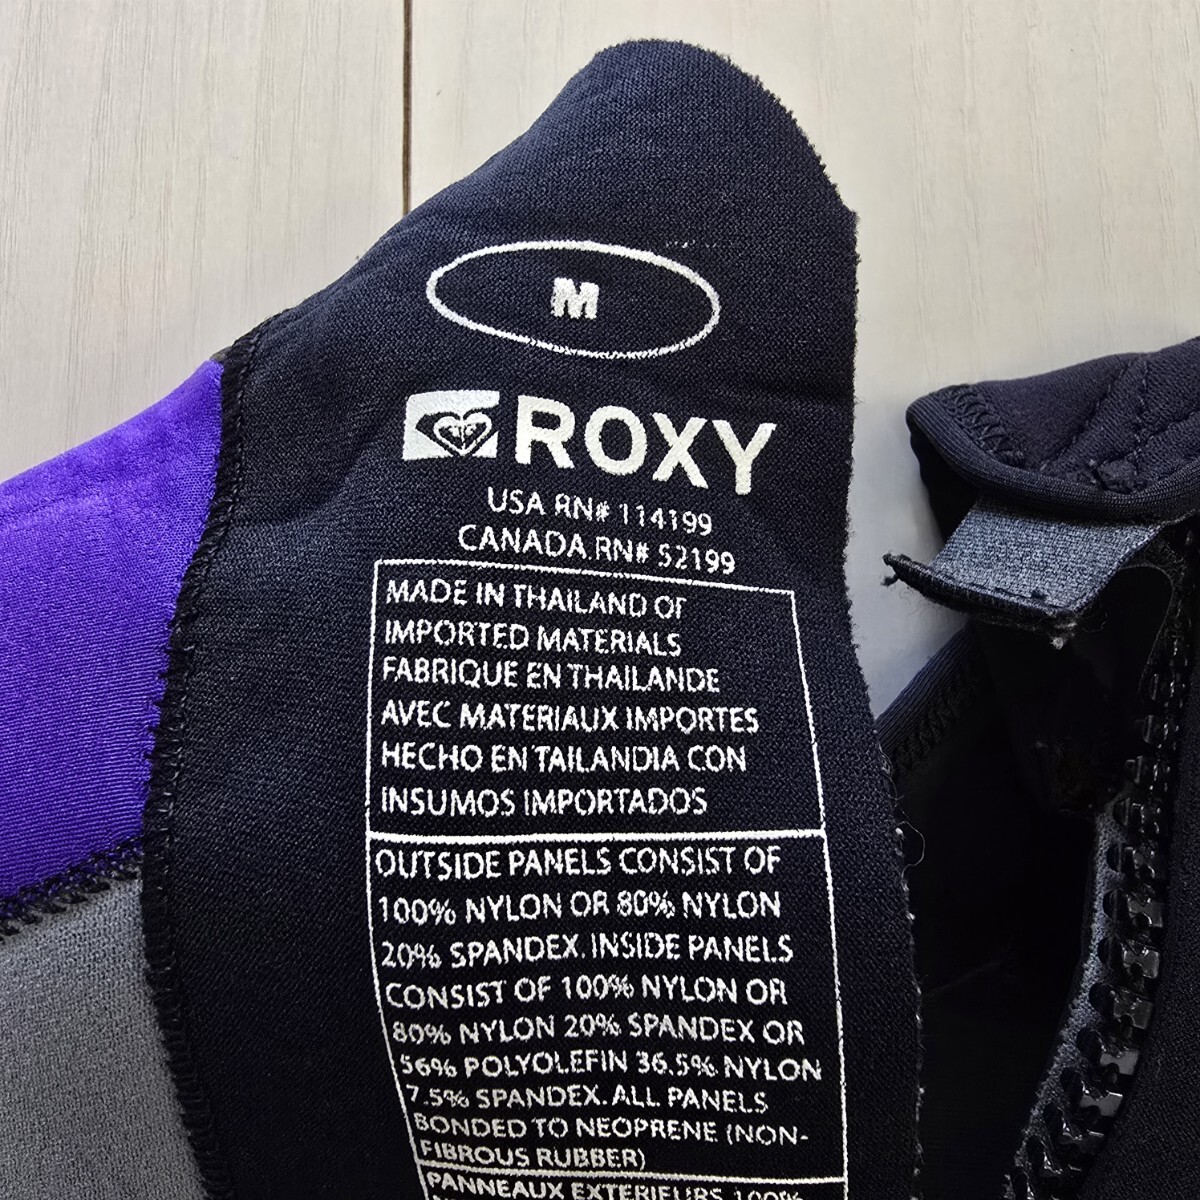 M
ROXY
USA RN# 114199
CANADA RN# 52199
MADE IN THAILAND OF
IMPORTED MATERIALS
FABRIQUE EN THAILANDE
AVEC MATERIAUX IMPORTES
HECHO EN TAILANDIA CON
INSUMOS IMPORTADOS
OUTSIDE PANELS CONSIST OF
100% NYLON OR 80% NYLON
20% SPANDEX. INSIDE PANELS
CONSIST OF 100% NYLON OR
80% NYLON 20% SPANDEX OR
56% POLYOLEFIN 36.5% NYLON
7.5% SPANDEX. ALL PANELS
BONDED TO NEOPRENE (NON-
FIBROUS RUBBER)
PANNEAUX EXTERIEURS 100%